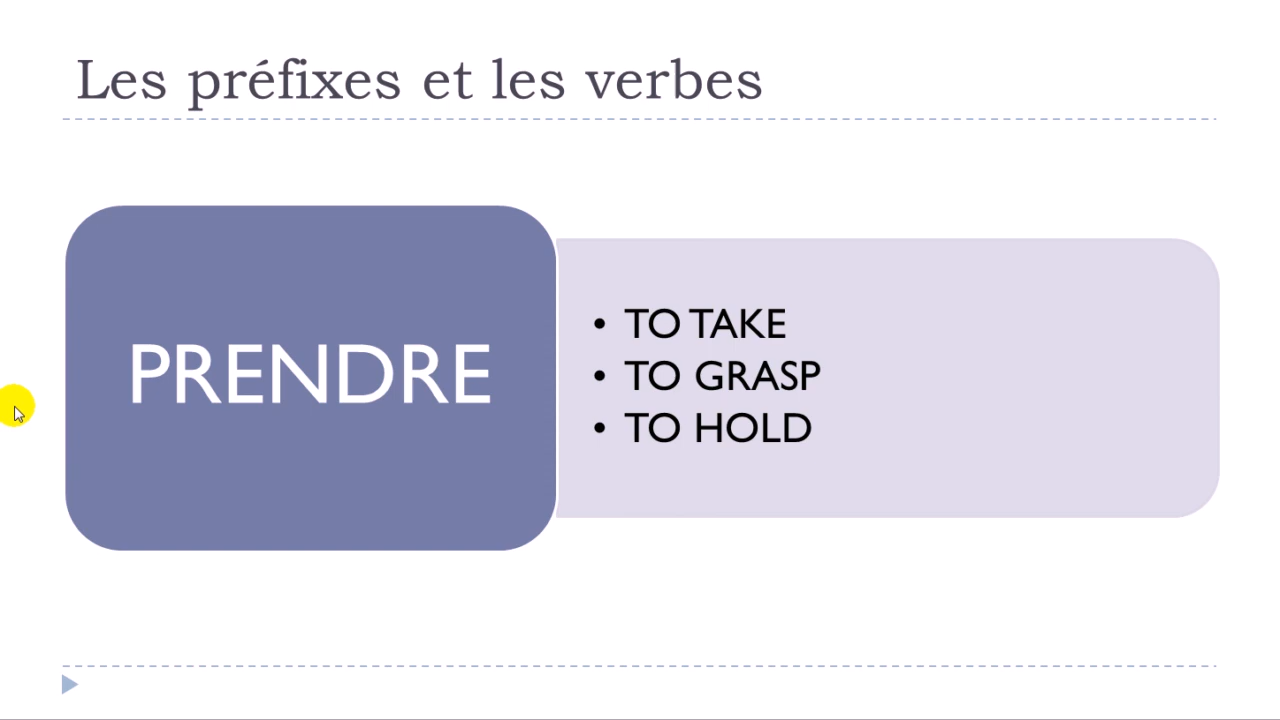 Les préfixes et les verbes
PRENDRE
• TO TAKE
• TO GRASP
• TO HOLD